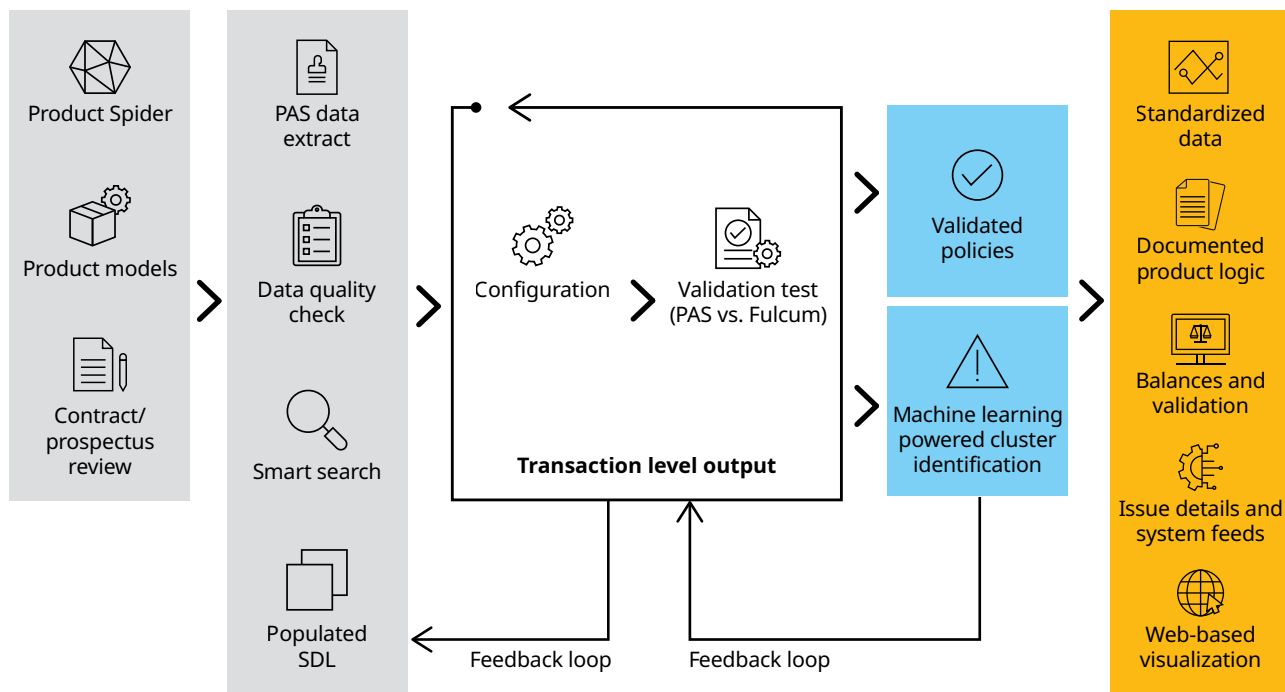 Product Spider
Product models
Contract/
prospectus
review
PAS data
extract
Data quality
check
Smart search
Populated
SDL
Configuration
Validation test
(PAS vs. Fulcum)
Transaction level output
Feedback loop
Feedback loop
Validated
policies
Machine learning
powered cluster
identification
Standardized
data
Documented
product logic
Balances and
validation
Issue details and
system feeds
Web-based
visualization